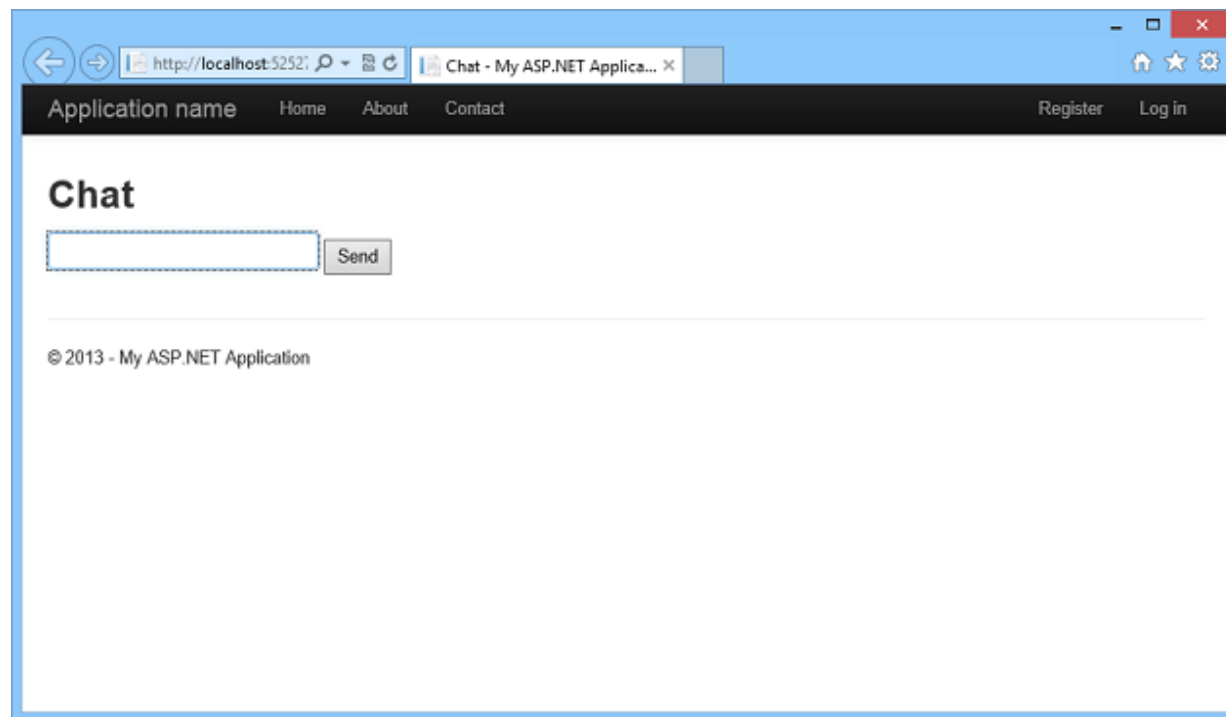 http://localhost:5252
Chat - My ASP.NET Applica...
Application name Home About Contact Register Log in
Chat
Send
© 2013 - My ASP.NET Application